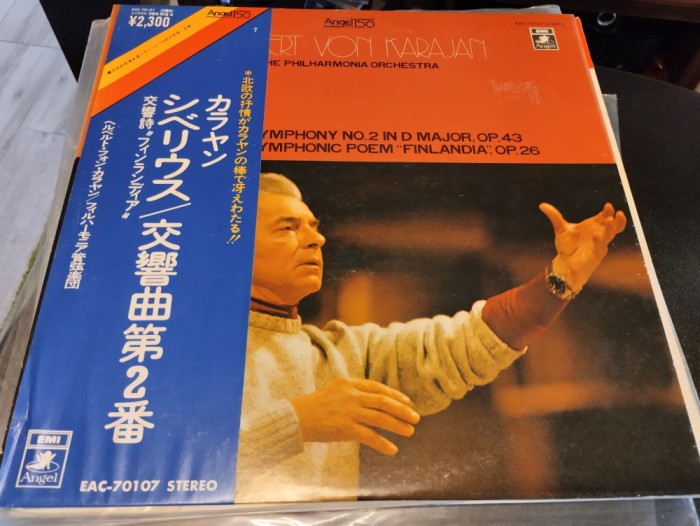 EAC-70107
¥2,300
Angel 150
*北欧の抒情がカラヤンの棒で冴えわたる!!
カラヤン
シベリウス/交響曲第2番
交響詩“フィンランディア”
ヘルベルト・フォン・カラヤン/フィルハーモニア管弦楽団
EMI
Angel
EAC-70107 STEREO
Angel 150
EMI
Angel
ERT VON KARAJAN
HE PHILHARMONIA ORCHESTRA
YMPHONY NO.2 IN D MAJOR, OP.43
YMPHONIC POEM "FINLANDIA", OP.26